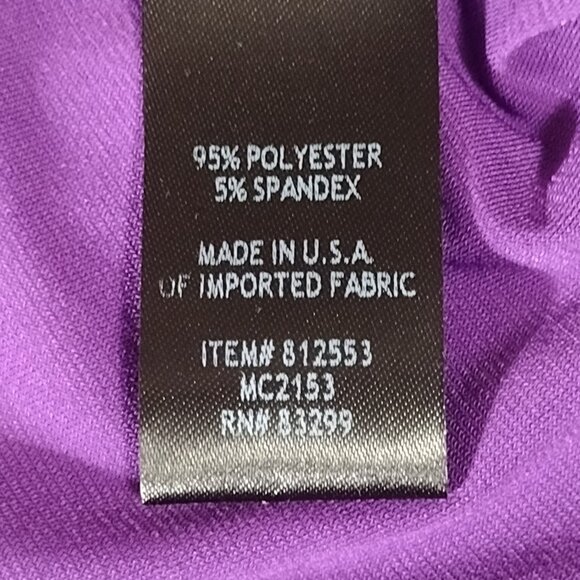 95% POLYESTER
5% SPANDEX
MADE IN U.S.A.
OF IMPORTED FABRIC
ITEM# 812553
MC2153
RN# 83299